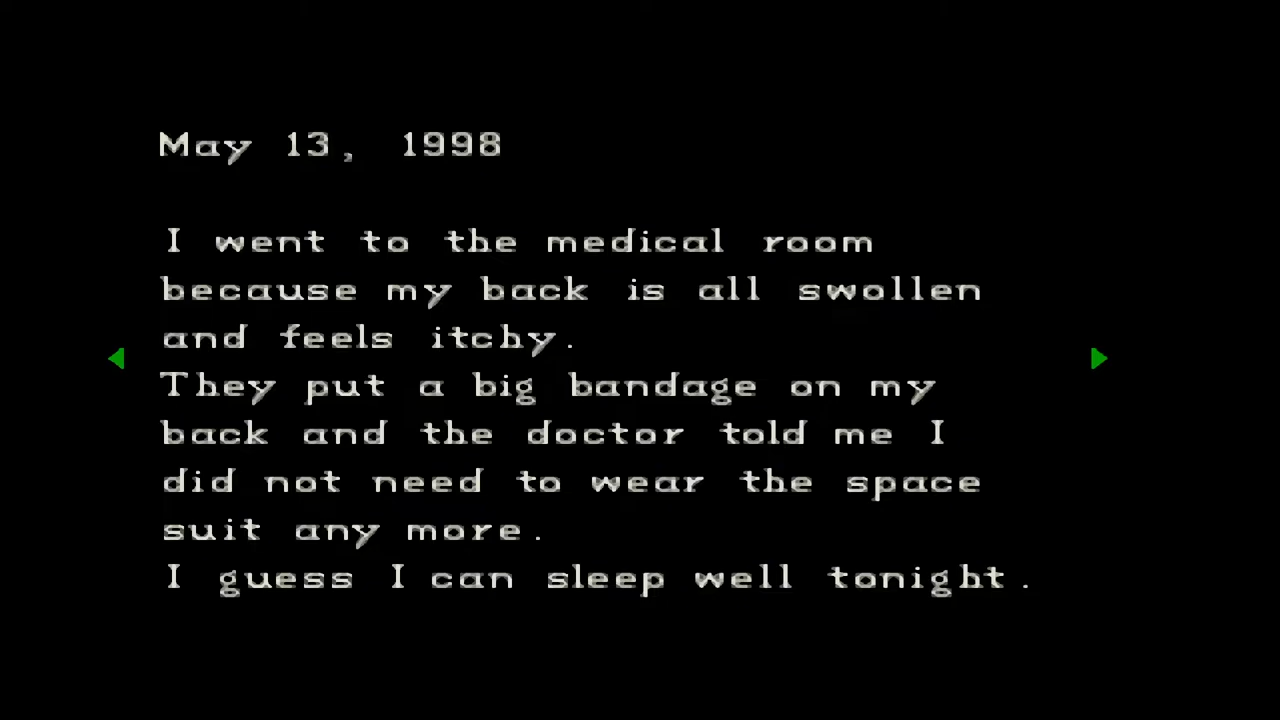 May 13, 1998
I went to the medical room
because my back is all swollen
and feels itchy.
They put a big bandage on my
back and the doctor told me I
did not need to wear the space
suit any more.
I guess I can sleep well tonight.